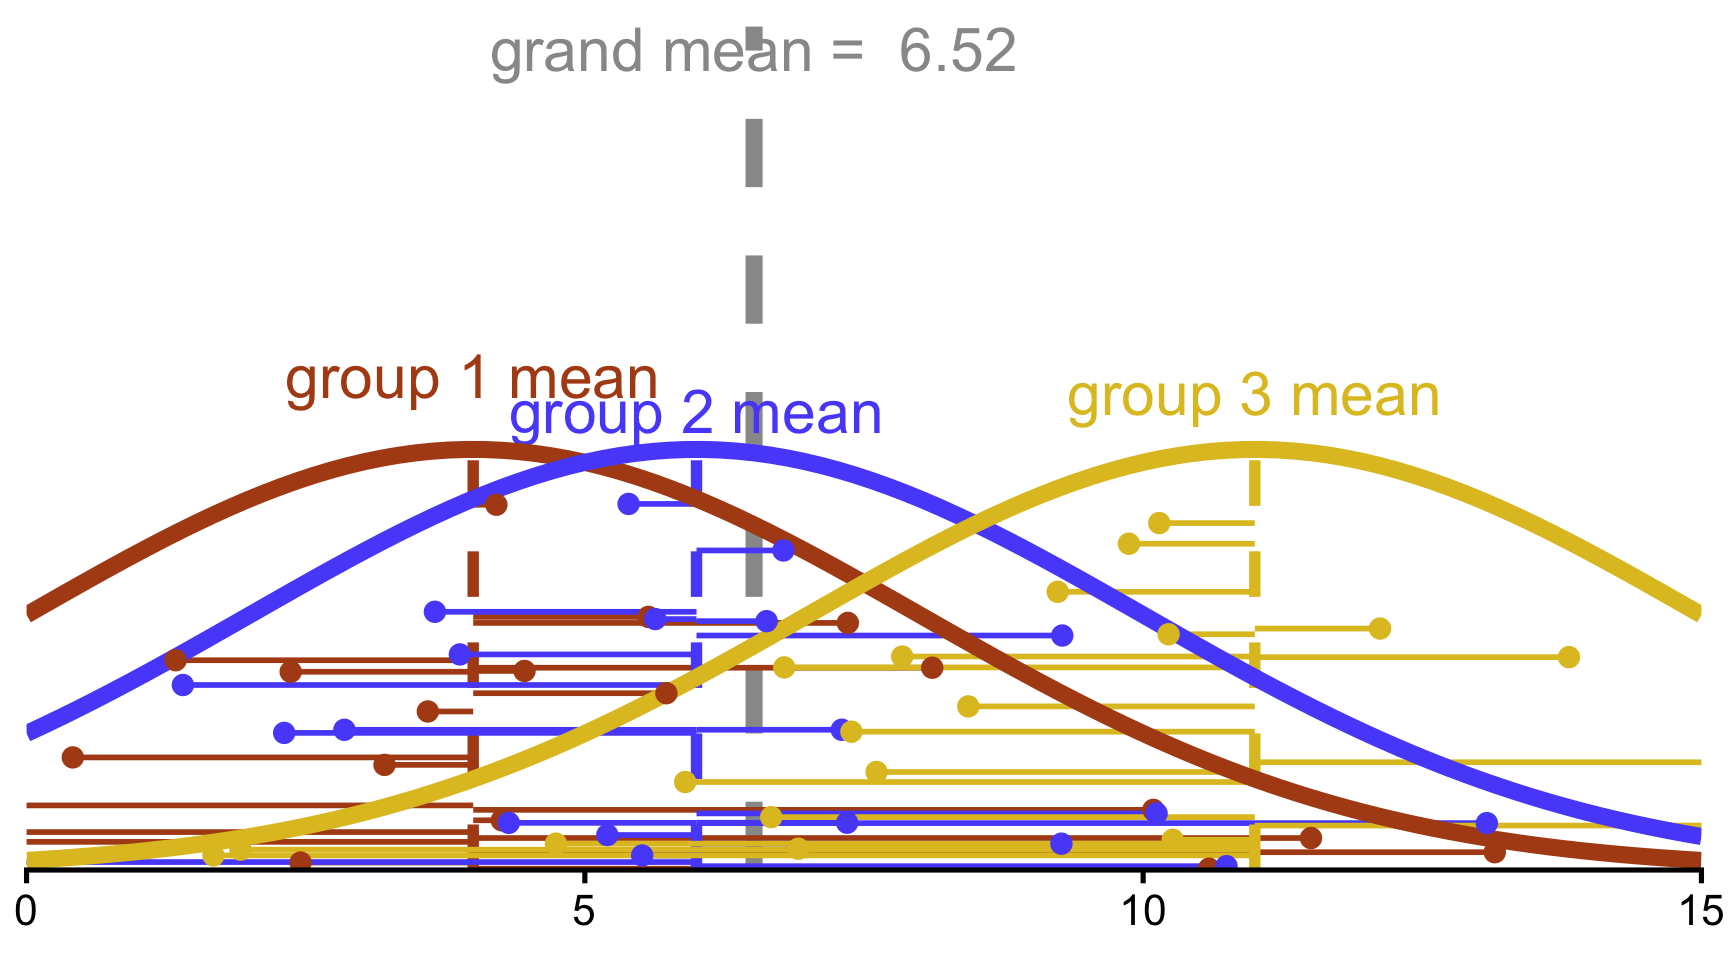 grand mean =  6.52
group 1 mean
group 2 mean
group 3 mean
0 5 10 15